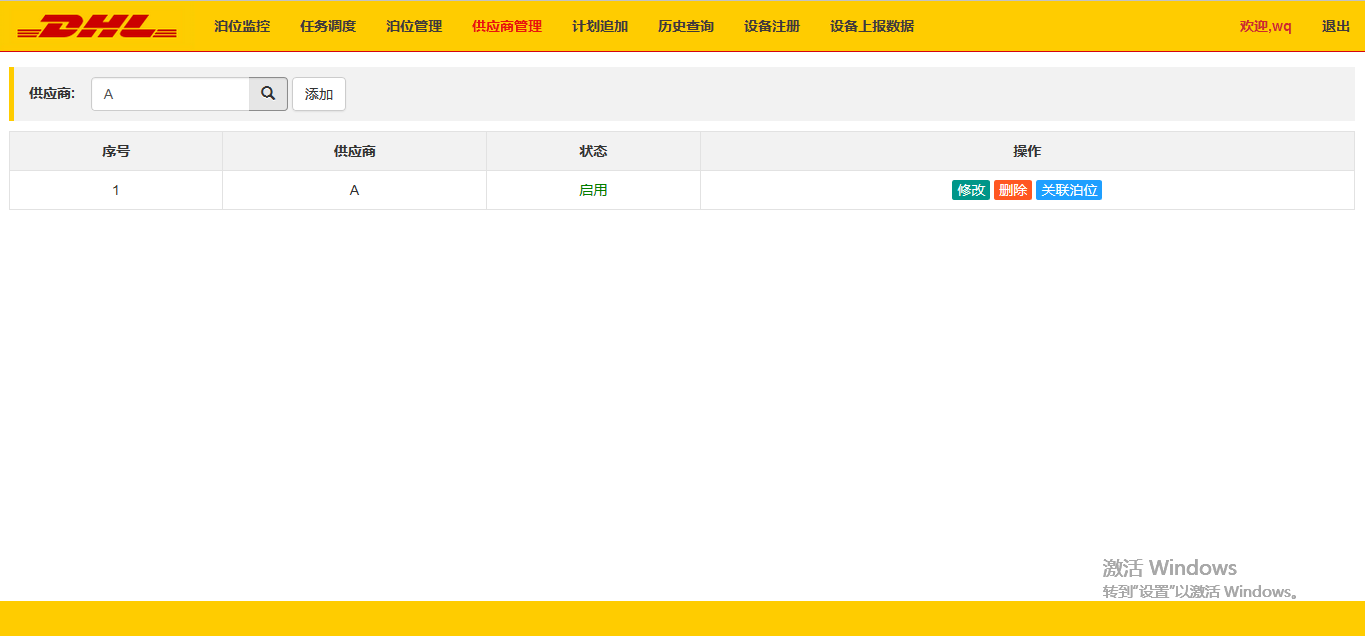 DHL 泊位监控 任务调度 泊位管理 供应商管理 计划追加 历史查询 设备注册 设备上报数据 欢迎,wq 退出
供应商: A 添加
序号 供应商 状态 操作
1 A 启用 修改 删除 关联泊位
激活 Windows
转到"设置"以激活 Windows。